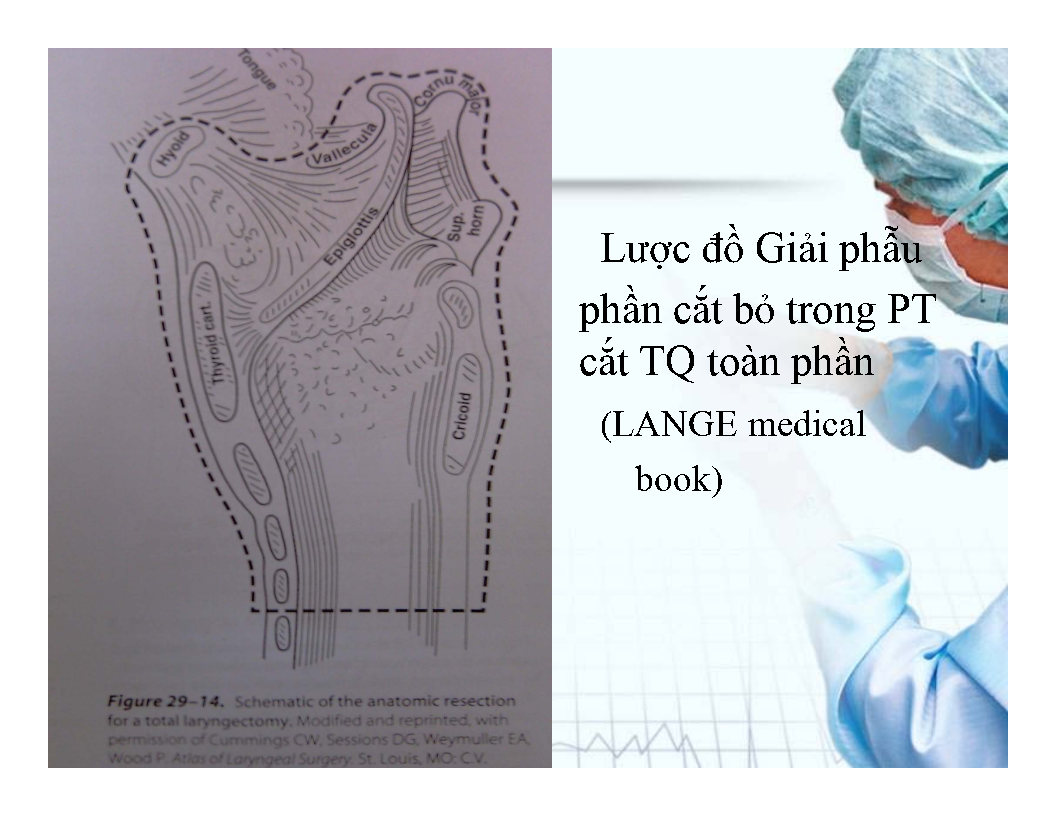 Tongue
Cornu major
Hyoid
Vallecula
Epiglottis
Sup.
horn
Thyroid cart.
Cricoid
Figure 29–14. Schematic of the anatomic resection
for a total laryngectomy. Modified and reprinted, with
permission of Cummings CW, Sessions DG, Weymuller EA,
Wood P. Atlas of Laryngeal Surgery. St. Louis, MO: C.V.
Lược đồ Giải phẫu
phần cắt bỏ trong PT
cắt TQ toàn phần
(LANGE medical
book)